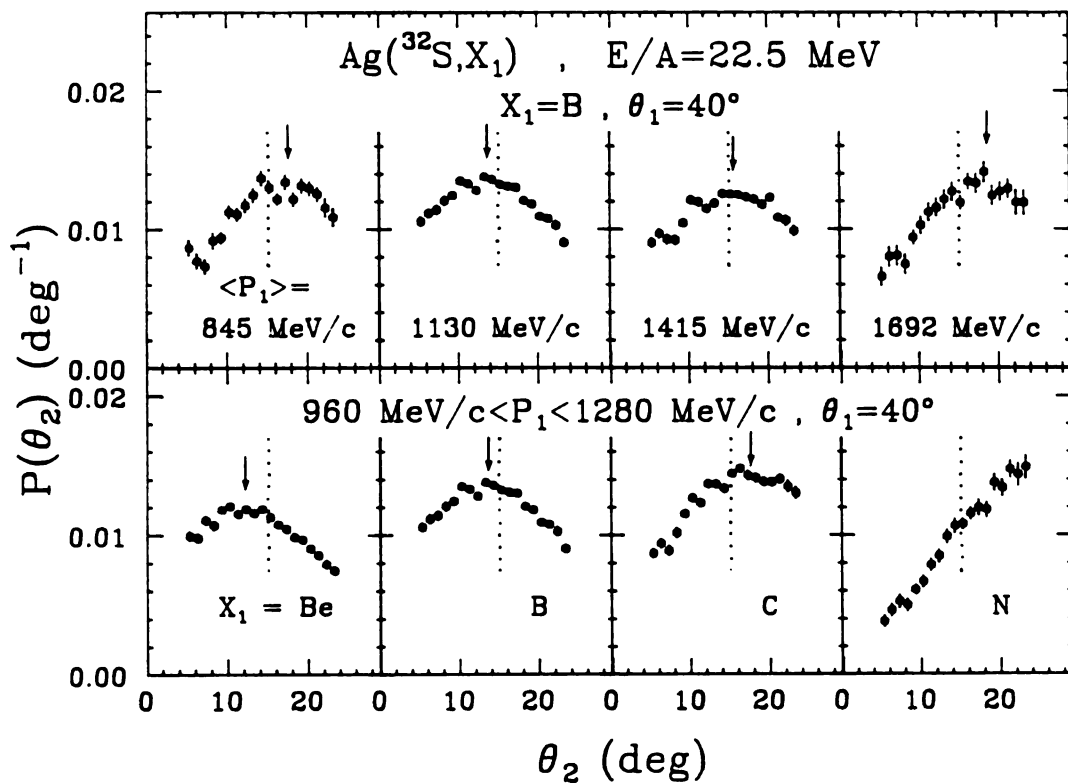 Ag(³²S,X₁) , E/A=22.5 MeV
X₁=B , θ₁=40°
0.02
0.01
0.00
<P₁>=
845 MeV/c
1130 MeV/c
1415 MeV/c
1692 MeV/c
P(θ₂) (deg⁻¹)
960 MeV/c<P₁<1280 MeV/c , θ₁=40°
0.02
0.01
0.00
X₁ = Be
B
C
N
0 10 20 0 10 20 0 10 20 0 10 20
θ₂ (deg)